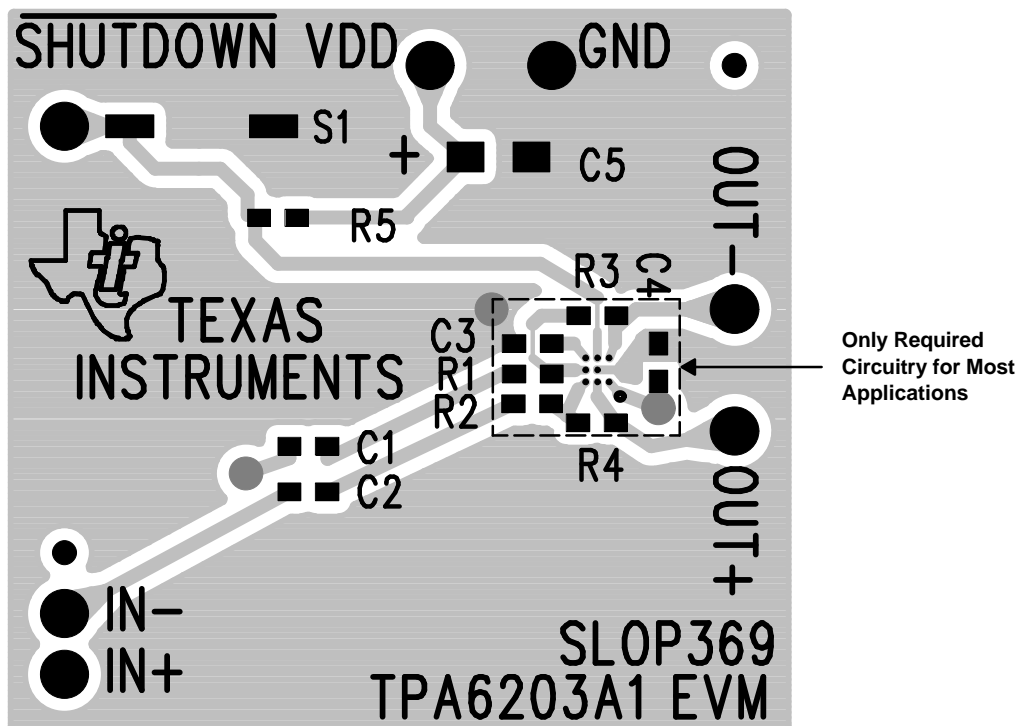 SHUTDOWN VDD GND
S1
+
C5
OUT-
R5
R3
C4
TEXAS
INSTRUMENTS
C3
R1
R2
Only Required
Circuitry for Most
Applications
R4
C1
C2
OUT+
IN-
IN+
SLOP369
TPA6203A1 EVM